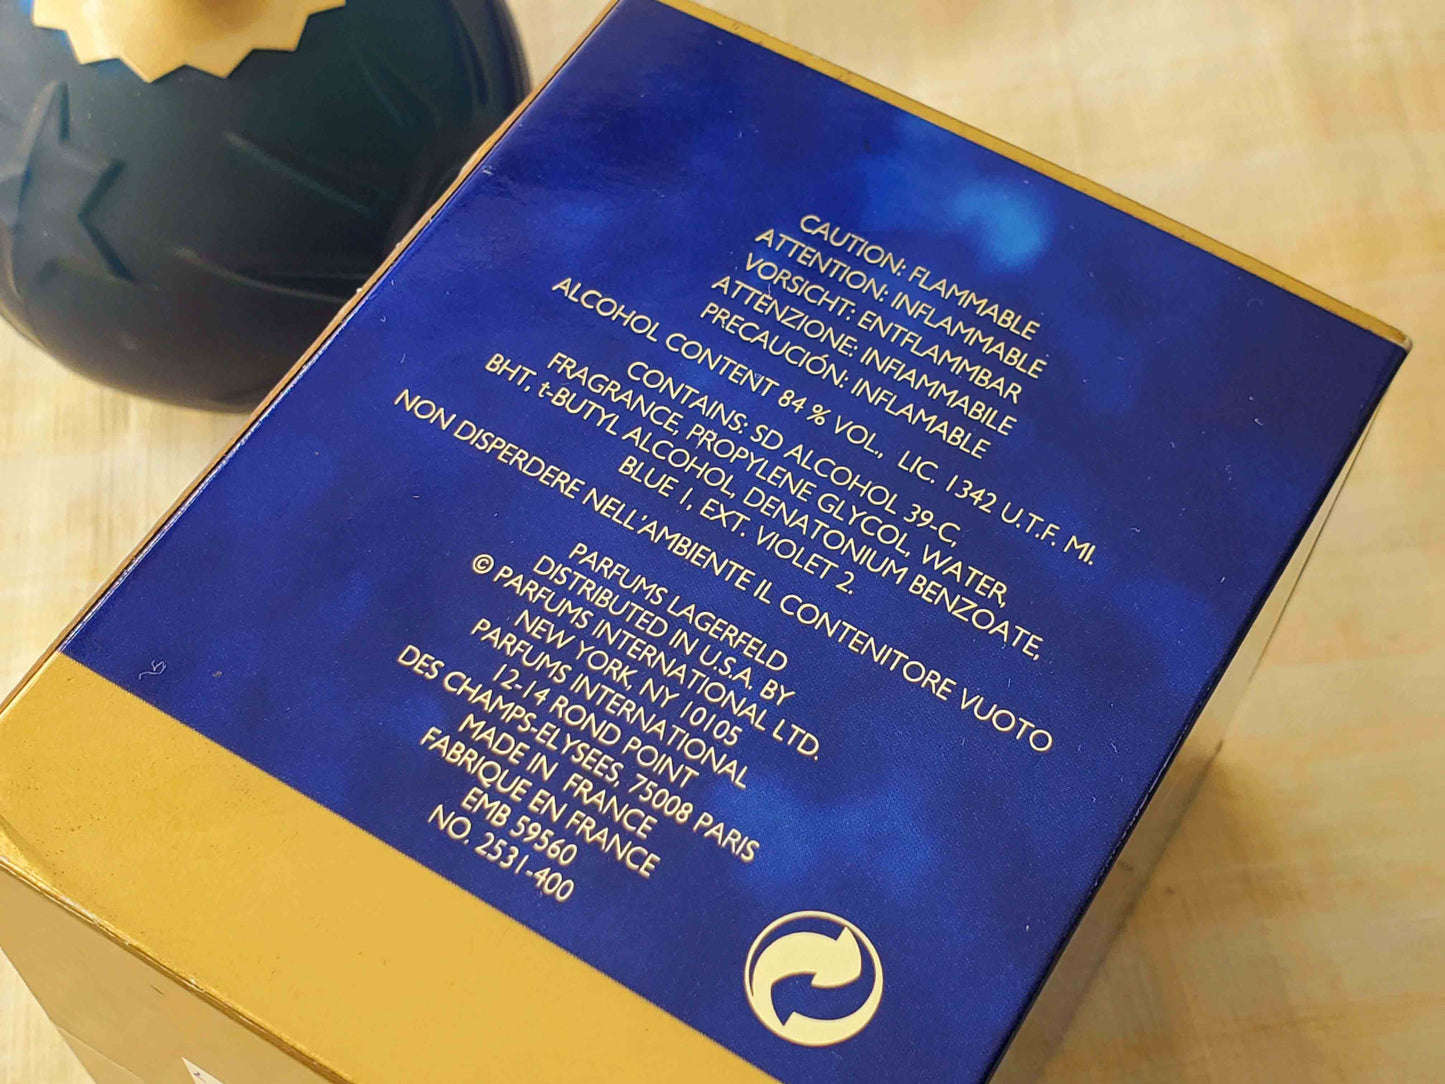 CAUTION: FLAMMABLE
ATTENTION: INFLAMMABLE
VORSICHT: ENTFLAMMBAR
ATTENZIONE: INFIAMMABILE
PRECAUCIÓN: INFLAMABLE
ALCOHOL CONTENT 84 % VOL., LIC. 1342 U.T.F. MI.
CONTAINS: SD ALCOHOL 39-C,
FRAGRANCE, PROPYLENE GLYCOL, WATER,
BHT, t-BUTYL ALCOHOL, DENATONIUM BENZOATE,
BLUE 1, EXT. VIOLET 2.
NON DISPERDERE NELL'AMBIENTE IL CONTENITORE VUOTO
PARFUMS LAGERFELD
DISTRIBUTED IN U.S.A. BY
© PARFUMS INTERNATIONAL LTD.
NEW YORK, NY 10105
PARFUMS INTERNATIONAL
12-14 ROND POINT
DES CHAMPS-ELYSEES, 75008 PARIS
MADE IN FRANCE
FABRIQUE EN FRANCE
EMB 59560
NO. 2531-400